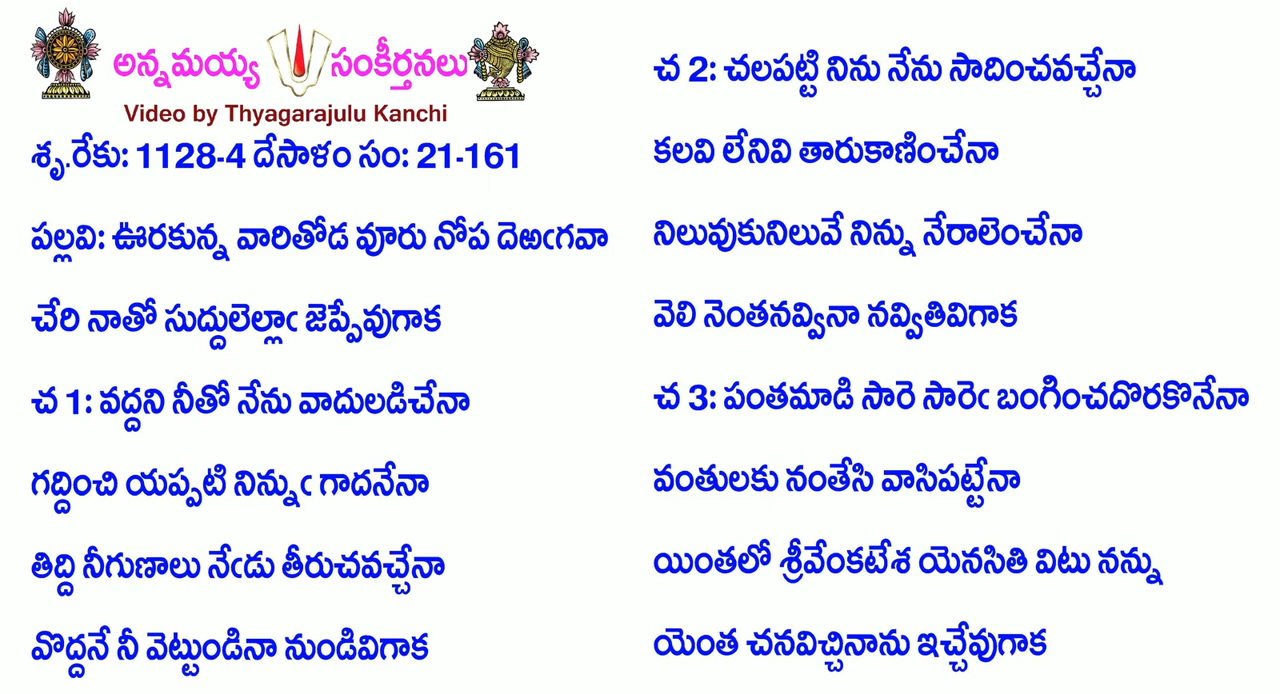 అన్నమయ్య సంకీర్తనలు
Video by Thyagarajulu Kanchi
శృ.రేకు: 1128-4 దేసాళం సం: 21-161
పల్లవి: ఊరకున్న వారితోడ వూరు నోప దెఱఁగవా
చేరి నాతో సుద్దులెల్లాఁ జెప్పేవుగాక
చ 1: వద్దని నీతో నేను వాదులడిచేనా
గద్దించి యప్పటి నిన్నుఁ గాదనేనా
తిద్ది నీగుణాలు నేఁడు తీరుచవచ్చేనా
వొద్దనే నీ వెట్టుండినా నుండివిగాక
చ 2: చలపట్టి నిను నేను సాదించవచ్చేనా
కలవి లేనివి తారుకాణించేనా
నిలువుకునిలువే నిన్ను నేరాలెంచేనా
వెలి నెంతనవ్వినా నవ్వితివిగాక
చ 3: పంతమాడి సారె సారెఁ బంగించదొరకొనేనా
వంతులకు నంతేసి వాసిపట్టేనా
యింతలో శ్రీవేంకటేశ యెనసితి విటు నన్ను
యెంత చనవిచ్చినాను ఇచ్చేవుగాక